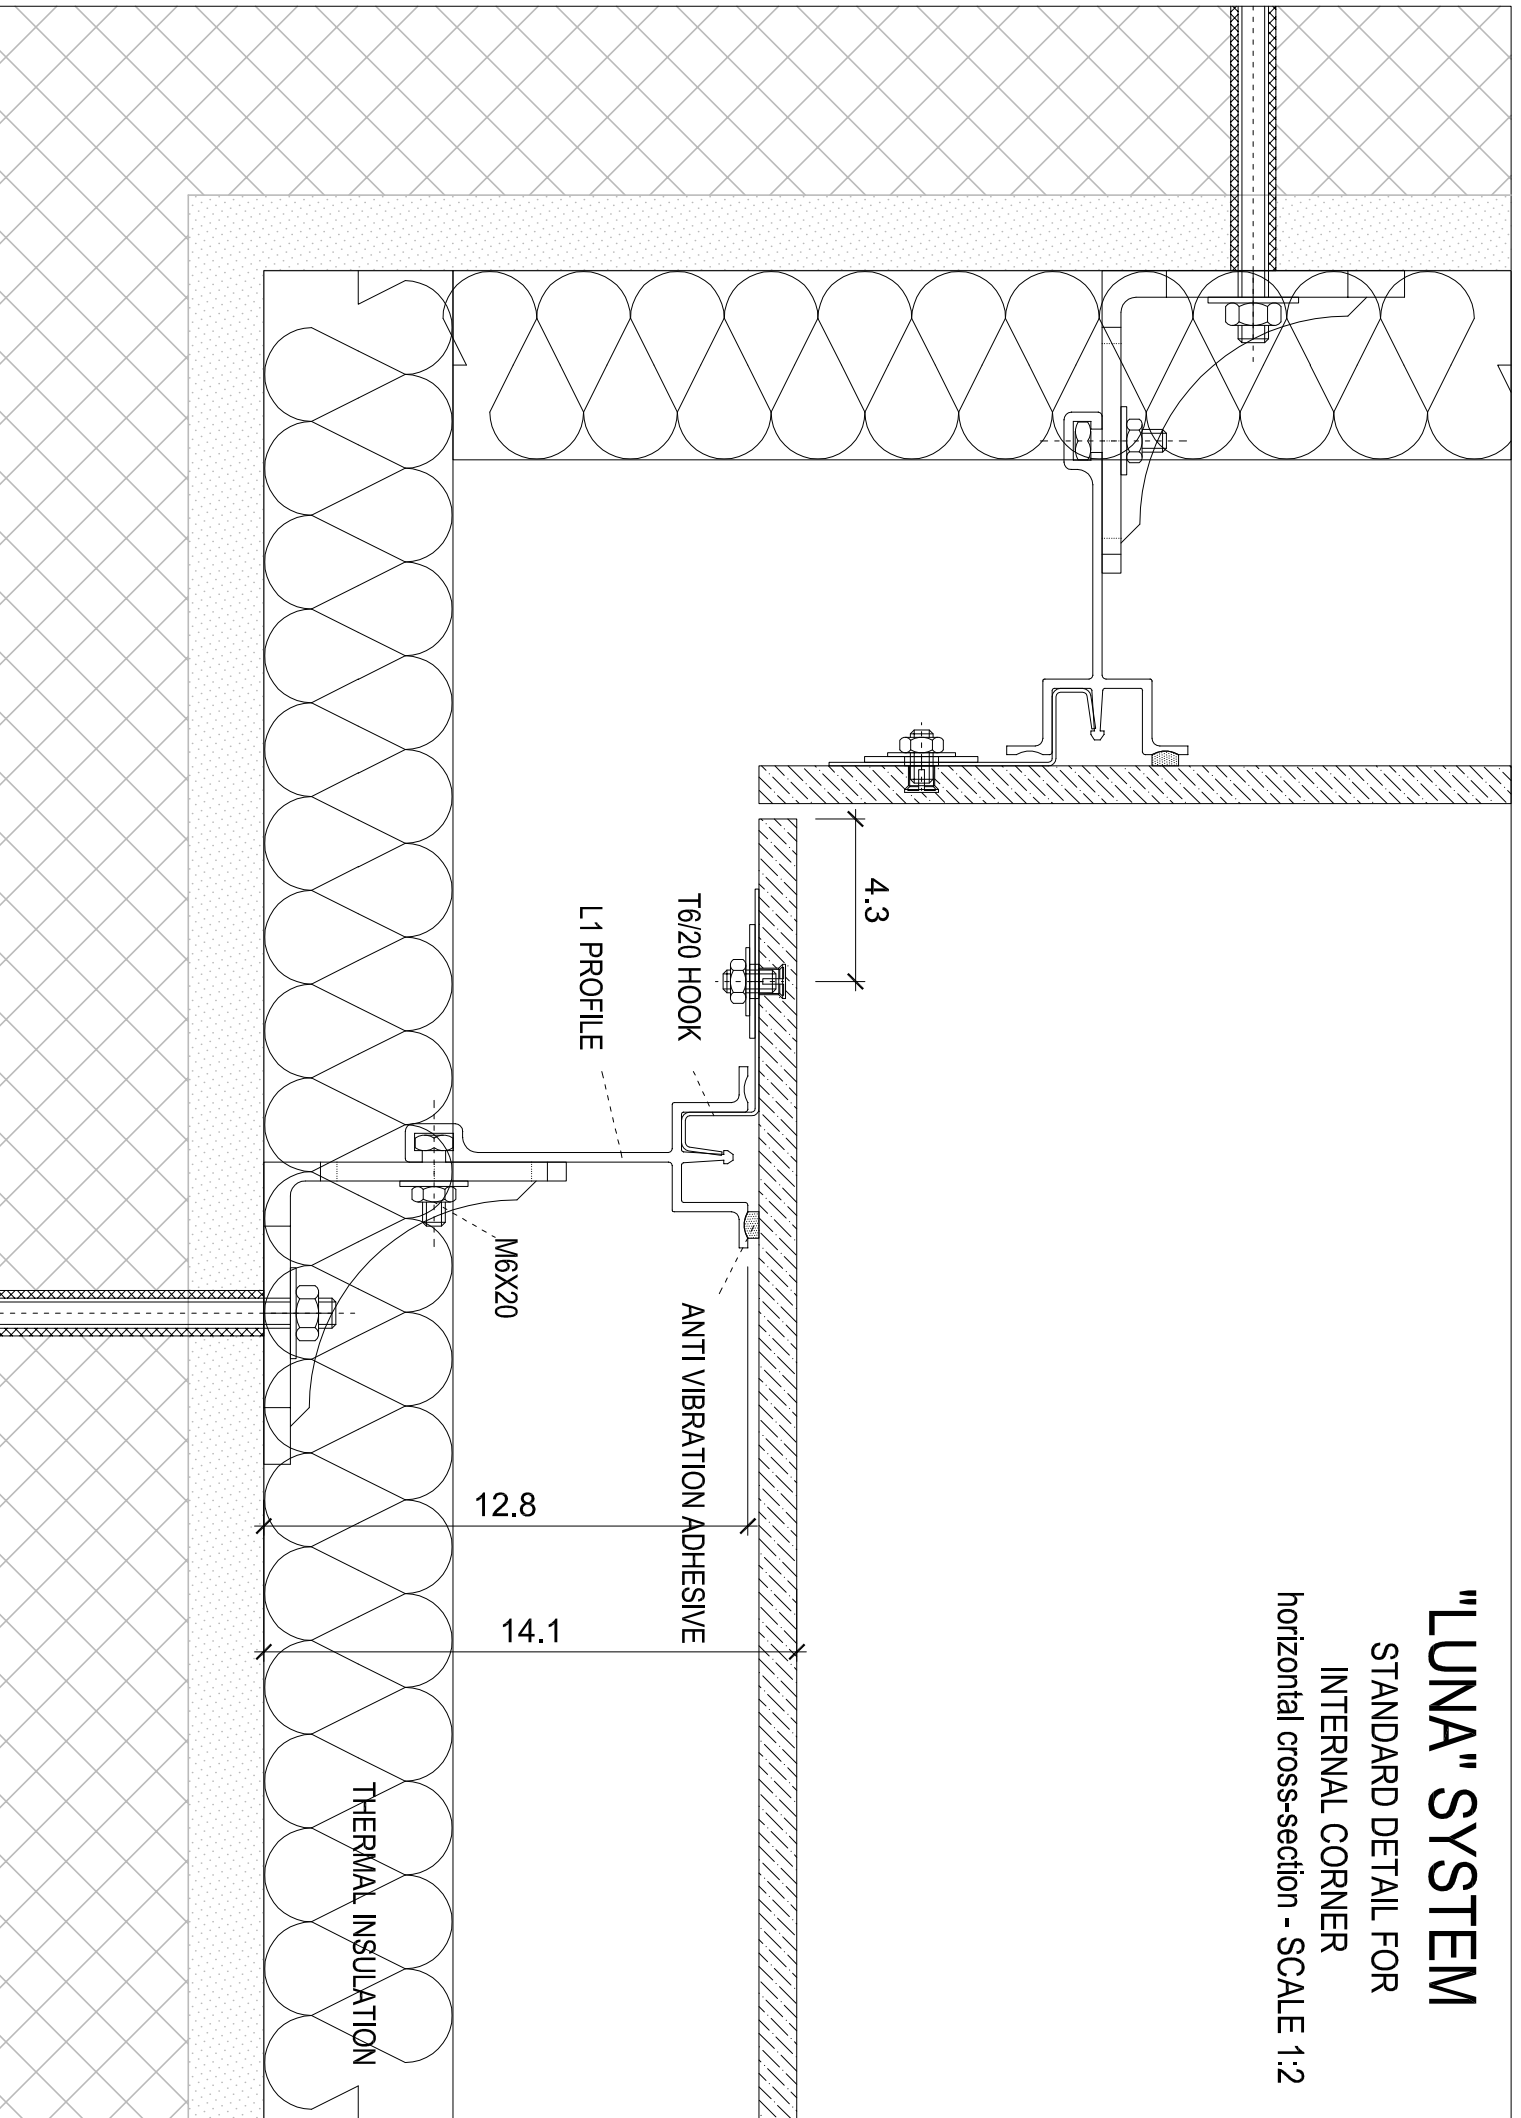 "LUNA" SYSTEM
STANDARD DETAIL FOR
INTERNAL CORNER
horizontal cross-section - SCALE 1:2
4.3
T6/20 HOOK
L1 PROFILE
M6X20
ANTI VIBRATION ADHESIVE
12.8
14.1
THERMAL INSULATION